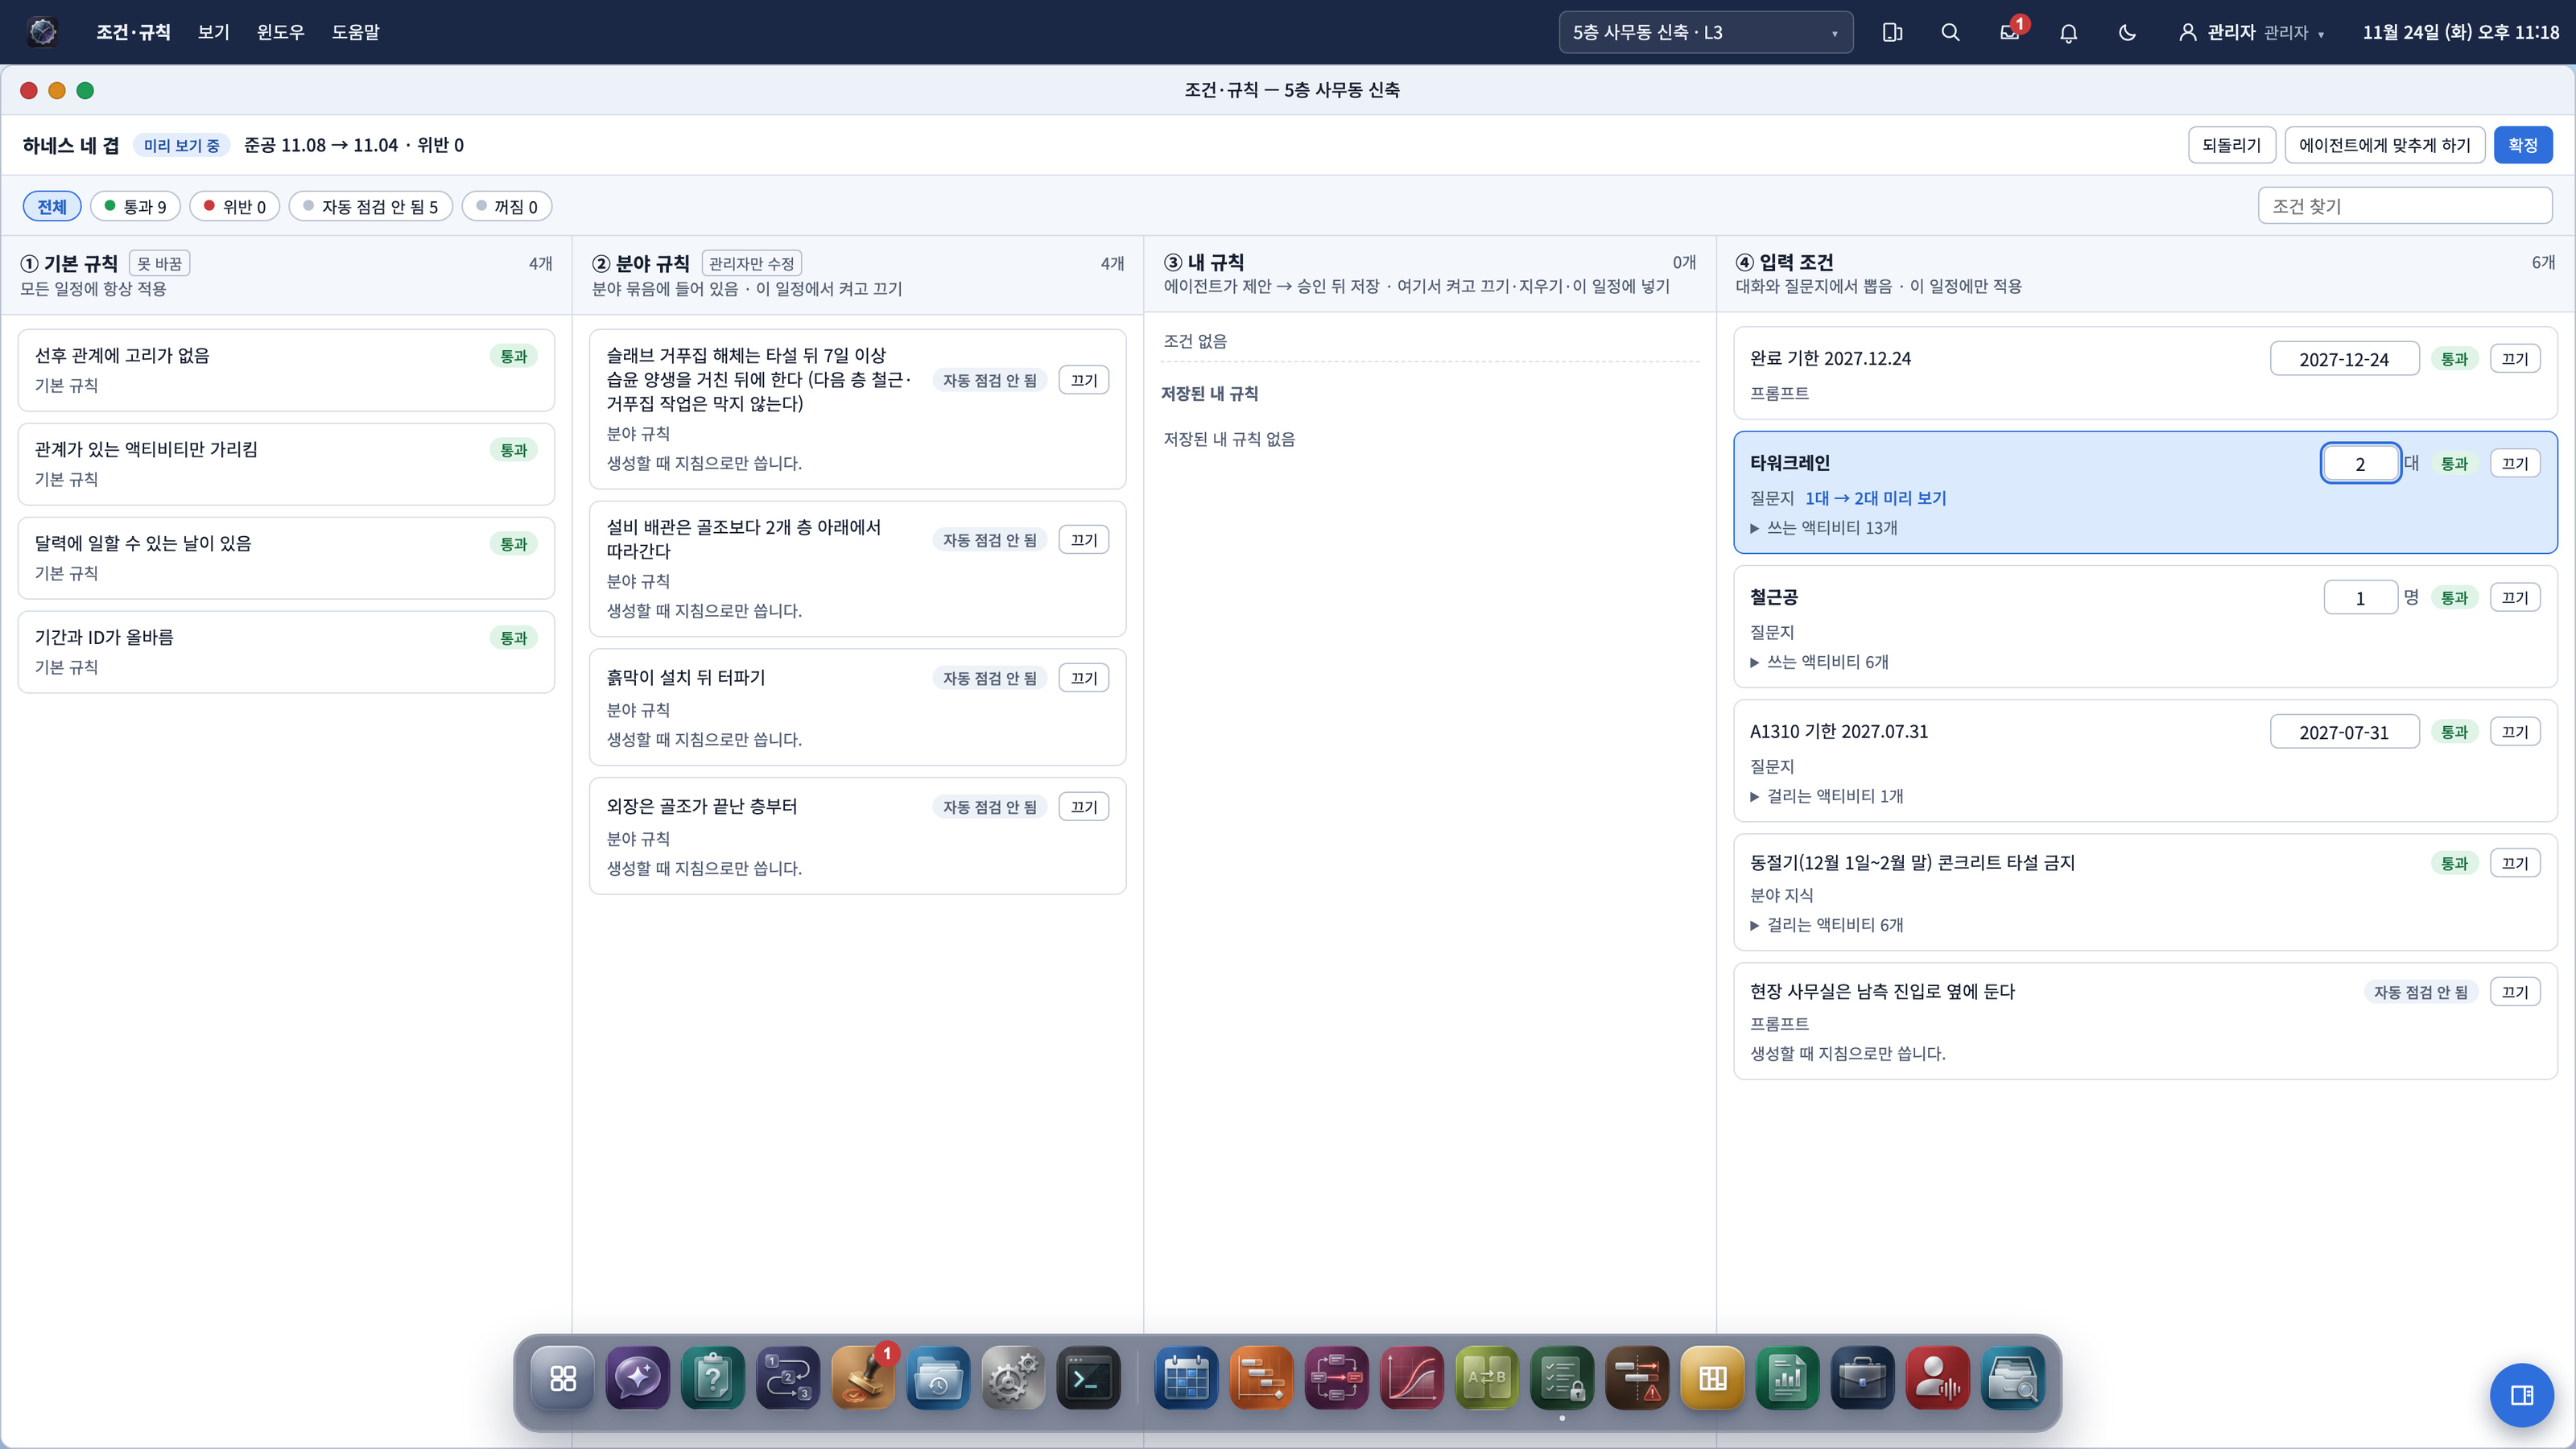 조건·규칙 보기 윈도우 도움말
5층 사무동 신축 · L3
1
관리자 관리자
11월 24일 (화) 오후 11:18
조건·규칙 — 5층 사무동 신축
하네스 네 겹 미리 보기 중 준공 11.08 → 11.04 · 위반 0
되돌리기 에이전트에게 맞추게 하기 확정
전체 통과 9 위반 0 자동 점검 안 됨 5 꺼짐 0
조건 찾기
① 기본 규칙 못 바꿈 4개
모든 일정에 항상 적용
선후 관계에 고리가 없음 통과
기본 규칙
관계가 있는 액티비티만 가리킴 통과
기본 규칙
달력에 일할 수 있는 날이 있음 통과
기본 규칙
기간과 ID가 올바름 통과
기본 규칙
② 분야 규칙 관리자만 수정 4개
분야 묶음에 들어 있음 · 이 일정에서 켜고 끄기
슬래브 거푸집 해체는 타설 뒤 7일 이상
습윤 양생을 거친 뒤에 한다 (다음 층 철근· 자동 점검 안 됨 끄기
거푸집 작업은 막지 않는다)
분야 규칙
생성할 때 지침으로만 씁니다.
설비 배관은 골조보다 2개 층 아래에서
따라간다
자동 점검 안 됨 끄기
분야 규칙
생성할 때 지침으로만 씁니다.
흙막이 설치 뒤 터파기 자동 점검 안 됨 끄기
분야 규칙
생성할 때 지침으로만 씁니다.
외장은 골조가 끝난 층부터 자동 점검 안 됨 끄기
분야 규칙
생성할 때 지침으로만 씁니다.
③ 내 규칙 0개
에이전트가 제안 → 승인 뒤 저장 · 여기서 켜고 끄기·지우기·이 일정에 넣기
조건 없음
저장된 내 규칙
저장된 내 규칙 없음
④ 입력 조건 6개
대화와 질문지에서 뽑음 · 이 일정에만 적용
완료 기한 2027.12.24 2027-12-24 통과 끄기
프롬프트
타워크레인 2 대 통과 끄기
질문지 1대 → 2대 미리 보기
▶ 쓰는 액티비티 13개
철근공 1 명 통과 끄기
질문지
▶ 쓰는 액티비티 6개
A1310 기한 2027.07.31 2027-07-31 통과 끄기
질문지
▶ 걸리는 액티비티 1개
동절기(12월 1일~2월 말) 콘크리트 타설 금지 통과 끄기
분야 지식
▶ 걸리는 액티비티 6개
현장 사무실은 남측 진입로 옆에 둔다 자동 점검 안 됨 끄기
프롬프트
생성할 때 지침으로만 씁니다.
? 1 2 3 1 A⇄B